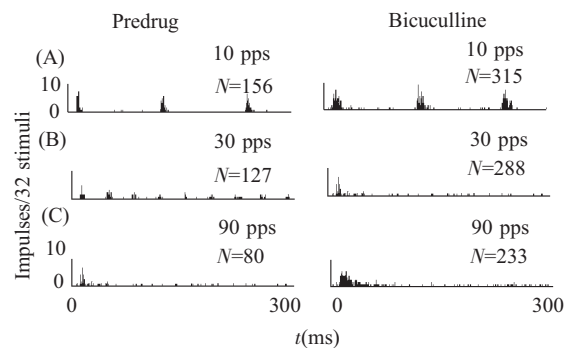 Predrug
Bicuculline
(A)
10 pps
N=156
10 pps
N=315
10
0
(B)
30 pps
N=127
30 pps
N=288
Impulses/32 stimuli
(C)
90 pps
N=80
90 pps
N=233
10
0
0
300
0
300
t(ms)